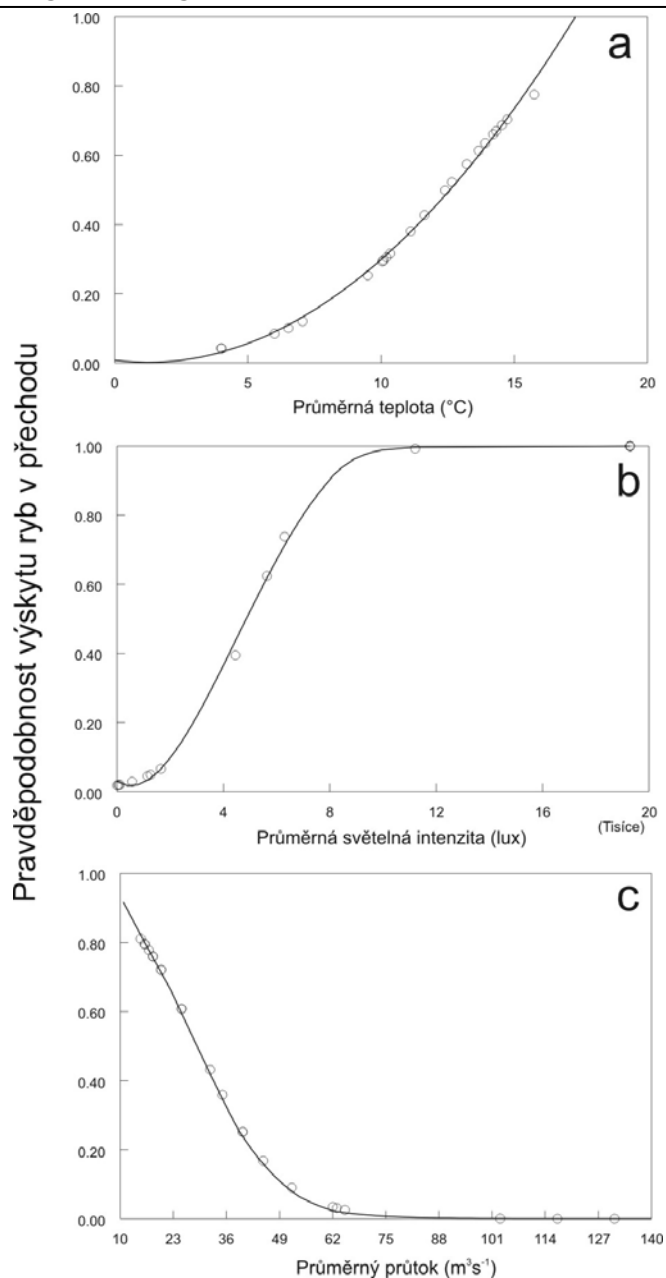 Pravděpodobnost výskytu ryb v přechodu
a
1.00
0.80
0.60
0.40
0.20
0.00
0 5 10 15 20
Průměrná teplota (°C)
b
1.00
0.80
0.60
0.40
0.20
0.00
0 4 8 12 16 20
(Tisíce)
Průměrná světelná intenzita (lux)
c
1.00
0.80
0.60
0.40
0.20
0.00
10 23 36 49 62 75 88 101 114 127 140
Průměrný průtok (m³s⁻¹)